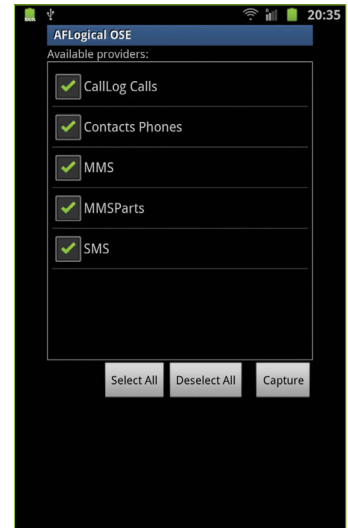 20:35
AFLogical OSE
Available providers:
CallLog Calls
Contacts Phones
MMS
MMSParts
SMS
Select All Deselect All Capture